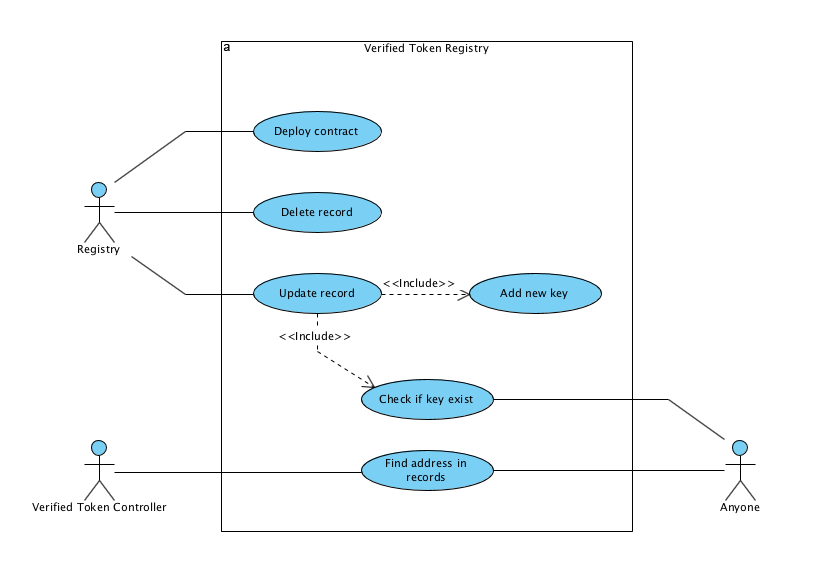 a
Verified Token Registry
Deploy contract
Delete record
Registry
Update record
<<Include>>
Add new key
<<Include>>
Check if key exist
Find address in
records
Verified Token Controller
Anyone